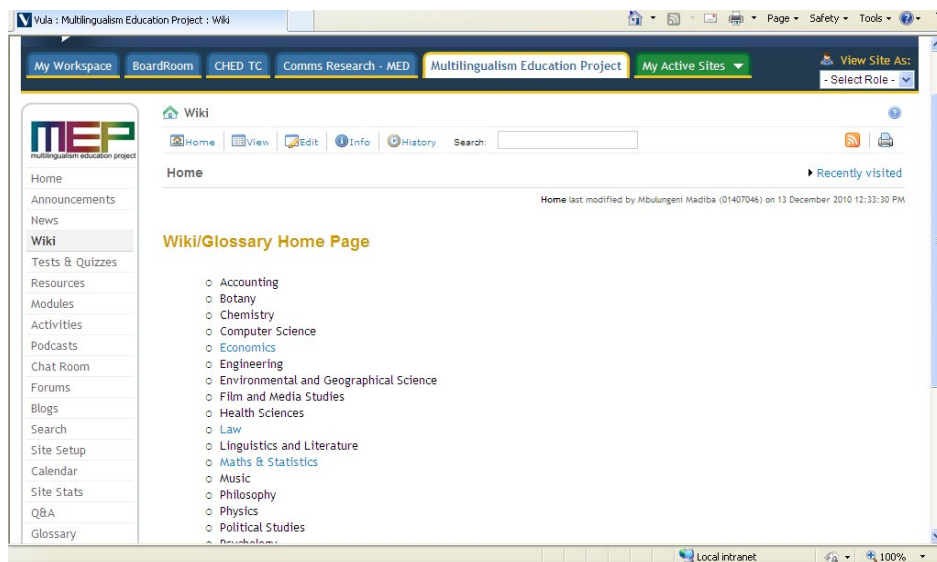 Vula : Multilingualism Education Project : Wiki
Page Safety Tools
My Workspace BoardRoom CHED TC Comms Research - MED Multilingualism Education Project My Active Sites View Site As:
- Select Role -
MEP
multilingualism education project
Home
Announcements
News
Wiki
Tests & Quizzes
Resources
Modules
Activities
Podcasts
Chat Room
Forums
Blogs
Search
Site Setup
Calendar
Site Stats
Q&A
Glossary
Wiki
Home View Edit Info History Search:
Home Recently visited
Home last modified by Mbulungeni Madiba (01407046) on 13 December 2010 12:33:30 PM
Wiki/Glossary Home Page
Accounting
Botany
Chemistry
Computer Science
Economics
Engineering
Environmental and Geographical Science
Film and Media Studies
Health Sciences
Law
Linguistics and Literature
Maths & Statistics
Music
Philosophy
Physics
Political Studies
Psychology
Local intranet 100%